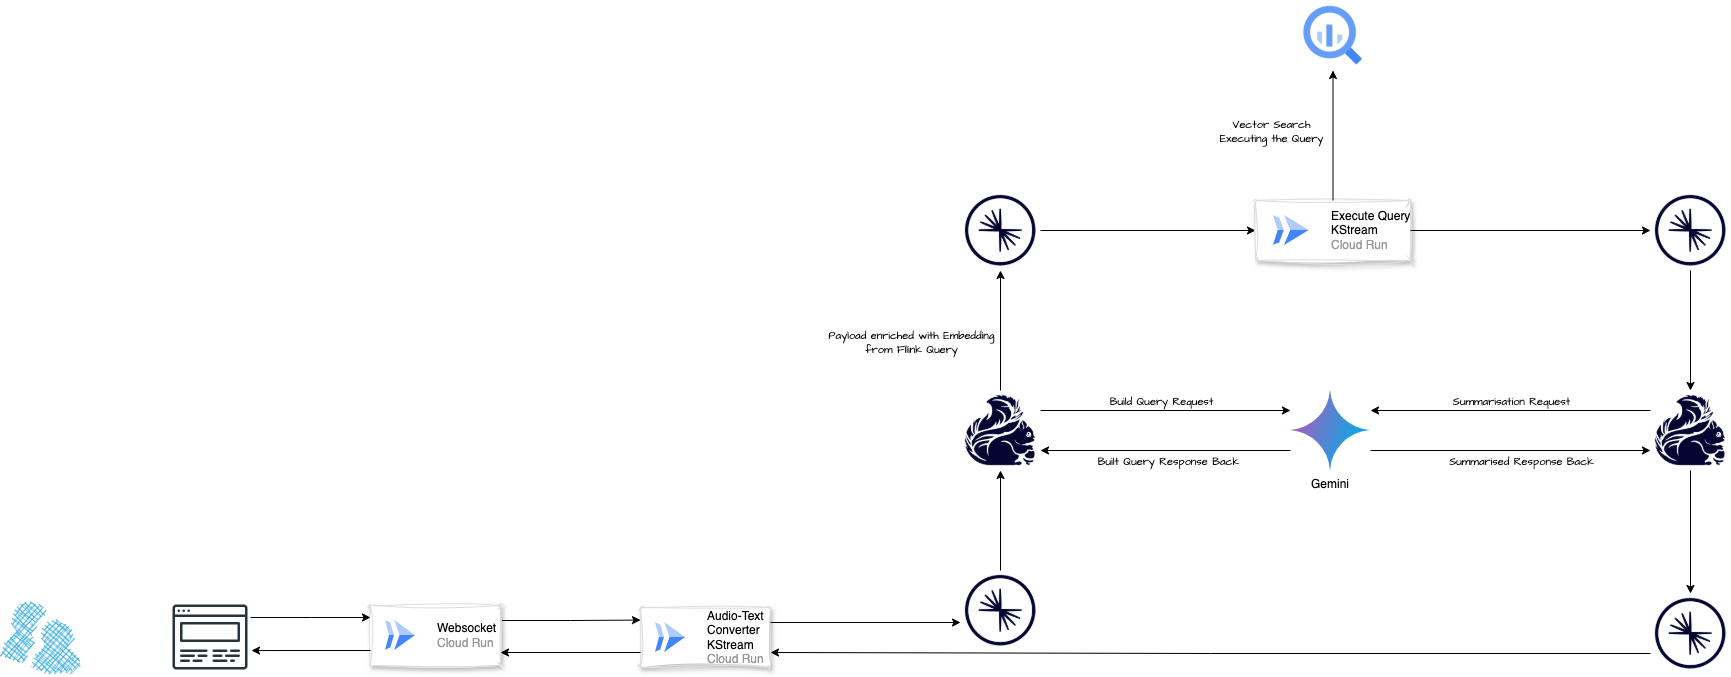 Vector Search
Executing the Query
Execute Query
KStream
Cloud Run
Payload enriched with Embedding
from Flink Query
Build Query Request
Summarisation Request
Built Query Response Back
Summarised Response Back
Gemini
Websocket
Cloud Run
Audio-Text
Converter
KStream
Cloud Run